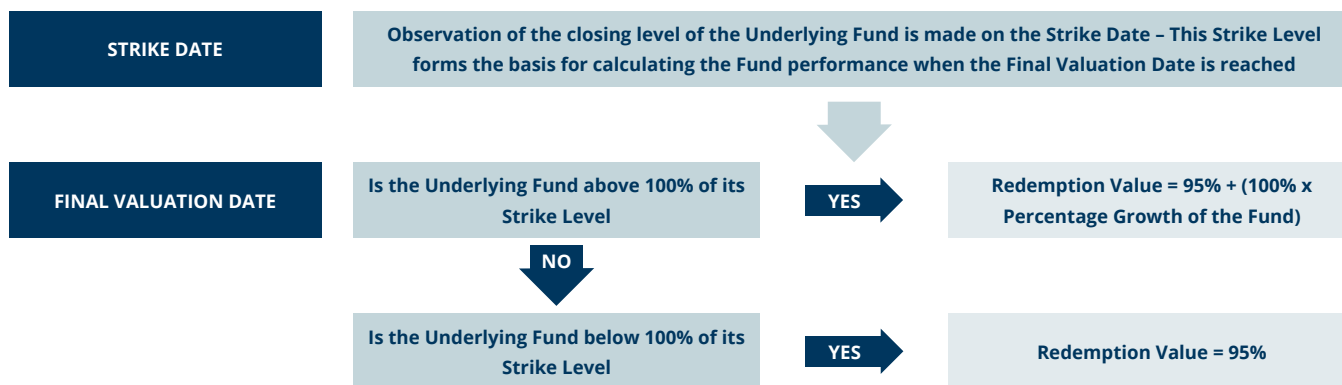 STRIKE DATE
Observation of the closing level of the Underlying Fund is made on the Strike Date – This Strike Level
forms the basis for calculating the Fund performance when the Final Valuation Date is reached
FINAL VALUATION DATE
Is the Underlying Fund above 100% of its
Strike Level
YES
Redemption Value = 95% + (100% x
Percentage Growth of the Fund)
NO
Is the Underlying Fund below 100% of its
Strike Level
YES
Redemption Value = 95%